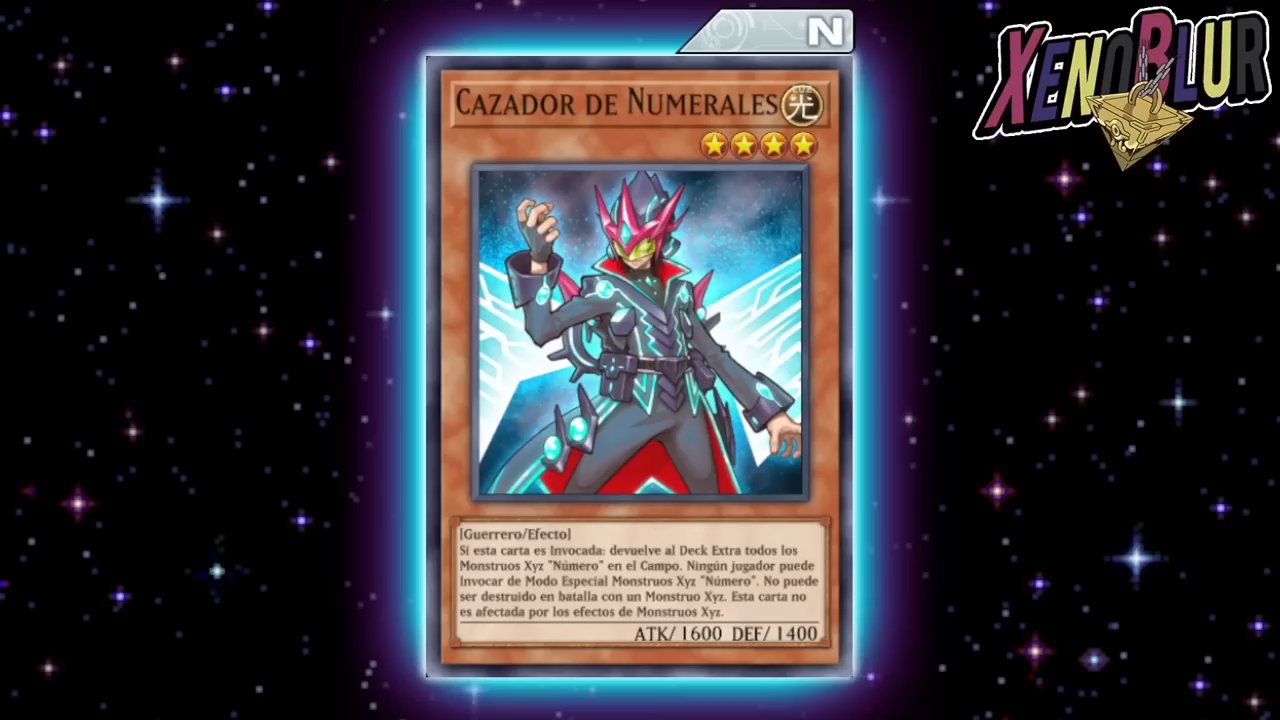 N
XENOBLUR
CAZADOR DE NUMERALES
LUZ
光
[Guerrero/Efecto]
Si esta carta es Invocada: devuelve al Deck Extra todos los
Monstruos Xyz "Número" en el Campo. Ningún jugador puede
Invocar de Modo Especial Monstruos Xyz "Número". No puede
ser destruido en batalla con un Monstruo Xyz. Esta carta no
es afectada por los efectos de Monstruos Xyz.
ATK/ 1600 DEF/ 1400